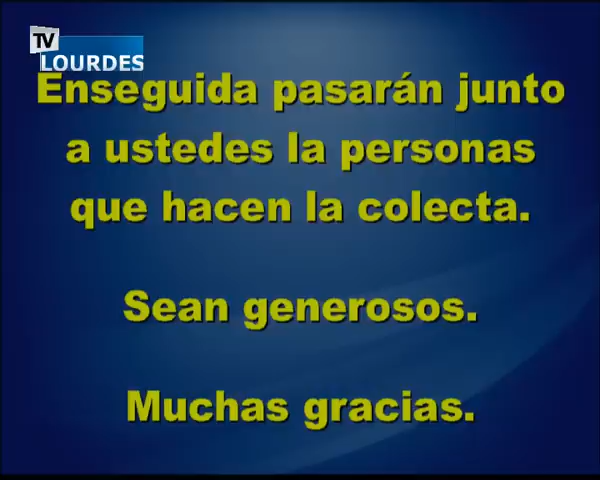 TV
LOURDES
Enseguida pasarán junto
a ustedes la personas
que hacen la colecta.
Sean generosos.
Muchas gracias.